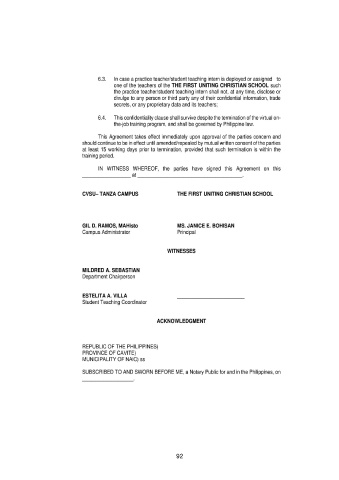 6.3. In case a practice teacher/student teaching intern is deployed or assigned to
one of the teachers of the THE FIRST UNITING CHRISTIAN SCHOOL such
the practice teacher/student teaching intern shall not, at any time, disclose or
divulge to any person or third party any of their confidential information, trade
secrets, or any proprietary data and its teachers;
6.4. This confidentiality clause shall survive despite the termination of the virtual on-
the-job training program, and shall be governed by Philippine law.
This Agreement takes effect immediately upon approval of the parties concern and
should continue to be in effect until amended/repealed by mutual written consent of the parties
at least 15 working days prior to termination, provided that such termination is within the
training period.
IN WITNESS WHEREOF, the parties have signed this Agreement on this
____________________ at ________________________________________.
CVSU– TANZA CAMPUS THE FIRST UNITING CHRISTIAN SCHOOL
GIL D. RAMOS, MAHisto MS. JANICE E. BOHISAN
Campus Administrator Principal
WITNESSES
MILDRED A. SEBASTIAN
Department Chairperson
ESTELITA A. VILLA __________________________
Student Teaching Coordinator
ACKNOWLEDGMENT
REPUBLIC OF THE PHILIPPINES)
PROVINCE OF CAVITE)
MUNICIPALITY OF NAIC) ss
SUBSCRIBED TO AND SWORN BEFORE ME, a Notary Public for and in the Philippines, on
____________________.
92